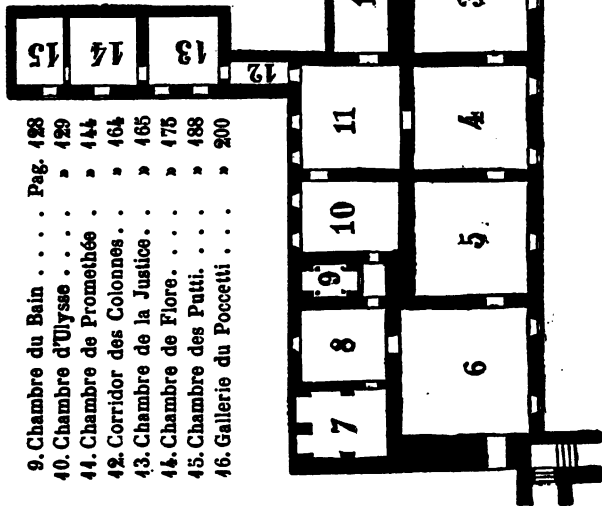 15
14
13
12
11
4
10
5
9
8
6
7
9. Chambre du Bain . . . . Pag. 128
10. Chambre d'Ulysse . . . . » 129
11. Chambre de Promethée . » 144
12. Corridor des Colonnes . . » 164
13. Chambre de la Justice . . » 165
14. Chambre de Flore . . . . » 175
15. Chambre des Putti. . . . » 188
16. Gallerie du Poccetti . . . » 200